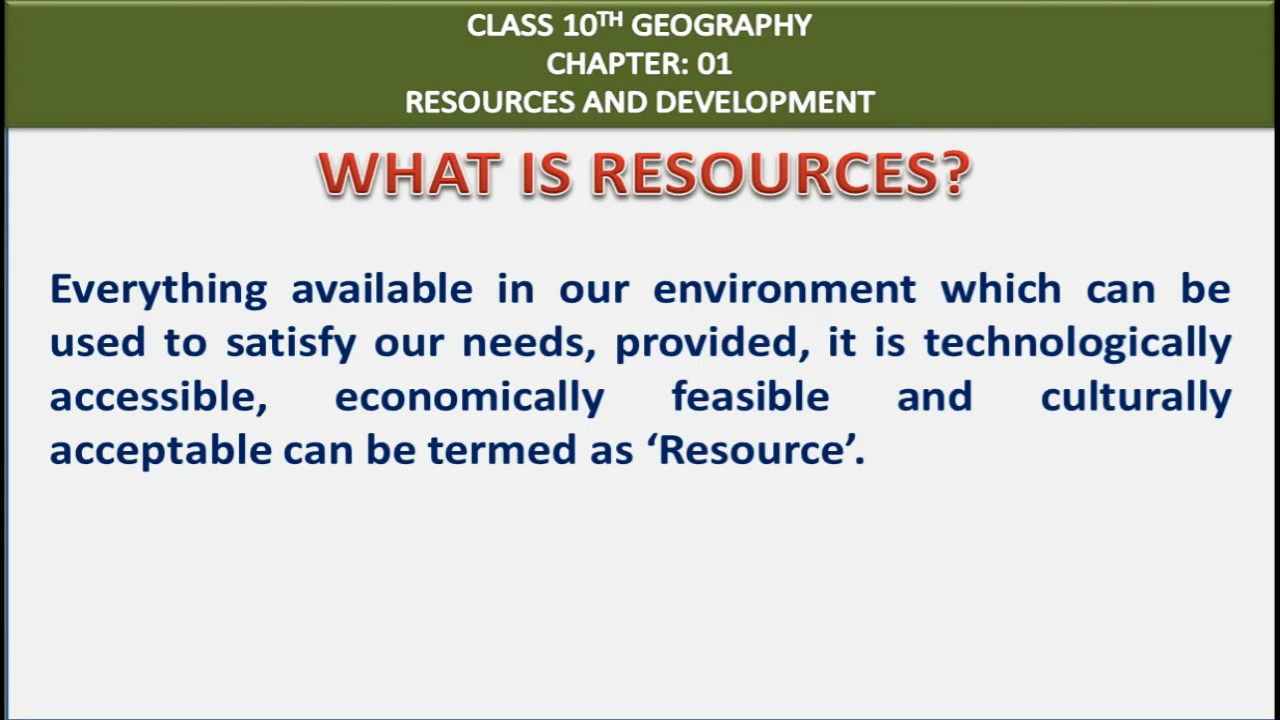 CLASS 10TH GEOGRAPHY
CHAPTER: 01
RESOURCES AND DEVELOPMENT
WHAT IS RESOURCES?
Everything available in our environment which can be
used to satisfy our needs, provided, it is technologically
accessible, economically feasible and culturally
acceptable can be termed as ‘Resource’.